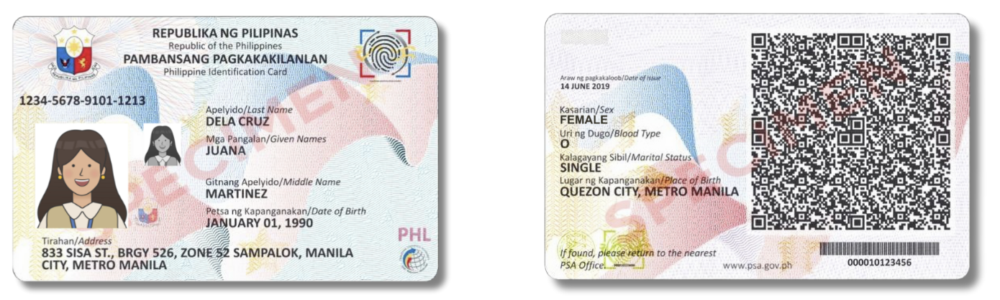 REPUBLIKA NG PILIPINAS
Republic of the Philippines
PAMBANSANG PAGKAKAKILANLAN
Philippine Identification Card
1234-5678-9101-1213
Apelyido/Last Name
DELA CRUZ
Mga Pangalan/Given Names
JUANA
Gitnang Apelyido/Middle Name
MARTINEZ
Petsa ng Kapanganakan/Date of Birth
JANUARY 01, 1990
PHL
Tirahan/Address
833 SISA ST., BRGY 526, ZONE 52 SAMPALOK, MANILA
CITY, METRO MANILA
SPECIMEN
Araw ng pagkakaloob/Date of issue
14 JUNE 2019
Kasarian/Sex
FEMALE
Uri ng Dugo/Blood Type
O
Kalagayang Sibil/Marital Status
SINGLE
Lugar ng Kapanganakan/Place of Birth
QUEZON CITY, METRO MANILA
If found, please return to the nearest
PSA Office.
www.psa.gov.ph
000010123456
SPECIMEN